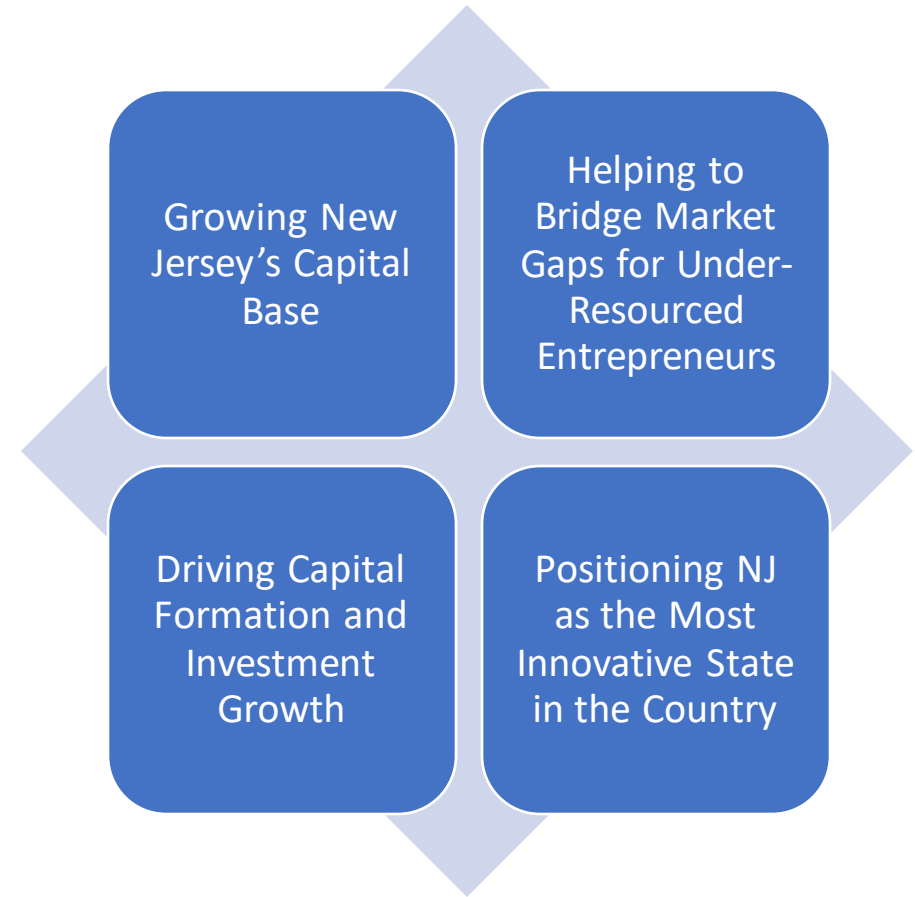 Growing New
Jersey’s Capital
Base
Helping to
Bridge Market
Gaps for Under-
Resourced
Entrepreneurs
Driving Capital
Formation and
Investment
Growth
Positioning NJ
as the Most
Innovative State
in the Country